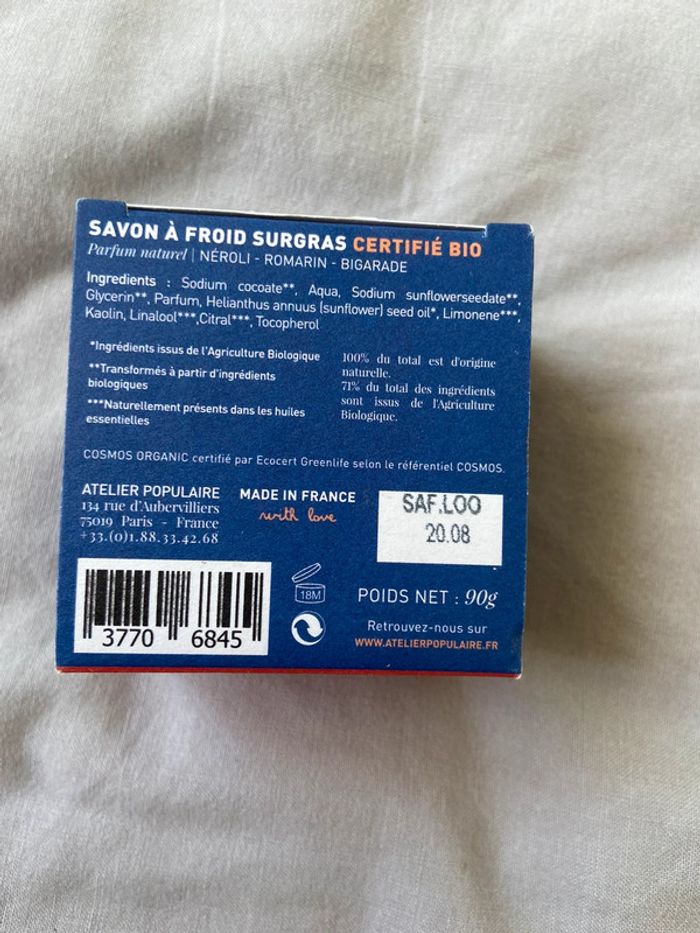 SAVON À FROID SURGRAS CERTIFIÉ BIO
Parfum naturel | NÉROLI - ROMARIN - BIGARADE
Ingredients : Sodium cocoate**, Aqua, Sodium sunflowerseedate**,
Glycerin**, Parfum, Helianthus annuus (sunflower) seed oil*, Limonene***,
Kaolin, Linalool***,Citral***, Tocopherol
*Ingrédients issus de l'Agriculture Biologique
**Transformés à partir d'ingrédients
biologiques
***Naturellement présents dans les huiles
essentielles
100% du total est d'origine
naturelle.
71% du total des ingrédients
sont issus de l'Agriculture
Biologique.
COSMOS ORGANIC certifié par Ecocert Greenlife selon le référentiel COSMOS.
ATELIER POPULAIRE
134 rue d'Aubervilliers
75019 Paris - France
+33.(0)1.88.33.42.68
MADE IN FRANCE
with love
SAF.LOO
20.08
3770 6845
18M
POIDS NET : 90g
Retrouvez-nous sur
WWW.ATELIERPOPULAIRE.FR